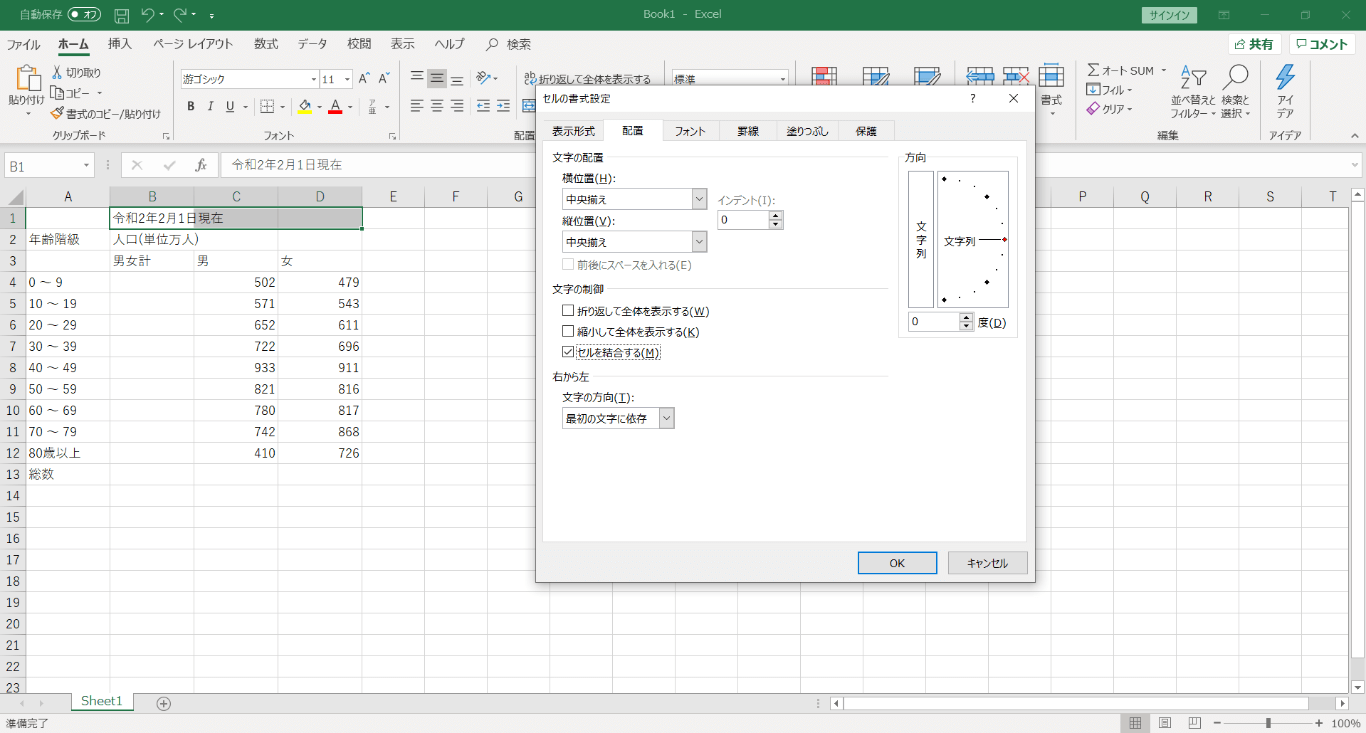 自動保存 オフ Book1 - Excel サインイン
ファイル ホーム 挿入 ページ レイアウト 数式 データ 校閲 表示 ヘルプ 検索 共有 コメント
貼り付け 切り取り コピー 書式のコピー/貼り付け
クリップボード
游ゴシック 11
B I U A 亜
フォント
ab 折り返して全体を表示する
配置
標準
書式
オート SUM
フィル
クリア
並べ替えと フィルター
検索と 選択
編集
アイ デア
アイデア
B1 fx 令和2年2月1日現在
A B C D E F G P Q R S T
1 令和2年2月1日現在
2 年齢階級 人口(単位万人)
3 男女計 男 女
4 0 ～ 9 502 479
5 10 ～ 19 571 543
6 20 ～ 29 652 611
7 30 ～ 39 722 696
8 40 ～ 49 933 911
9 50 ～ 59 821 816
10 60 ～ 69 780 817
11 70 ～ 79 742 868
12 80歳以上 410 726
13 総数
14
15
16
17
18
19
20
21
22
23
セルの書式設定 ?
表示形式 配置 フォント 罫線 塗りつぶし 保護
文字の配置
横位置(H):
中央揃え
インデント(I):
0
縦位置(V):
中央揃え
前後にスペースを入れる(E)
文字の制御
折り返して全体を表示する(W)
縮小して全体を表示する(K)
セルを結合する(M)
右から左
文字の方向(T):
最初の文字に依存
方向
文字列
文字列
0 度(D)
OK キャンセル
Sheet1
準備完了 100%